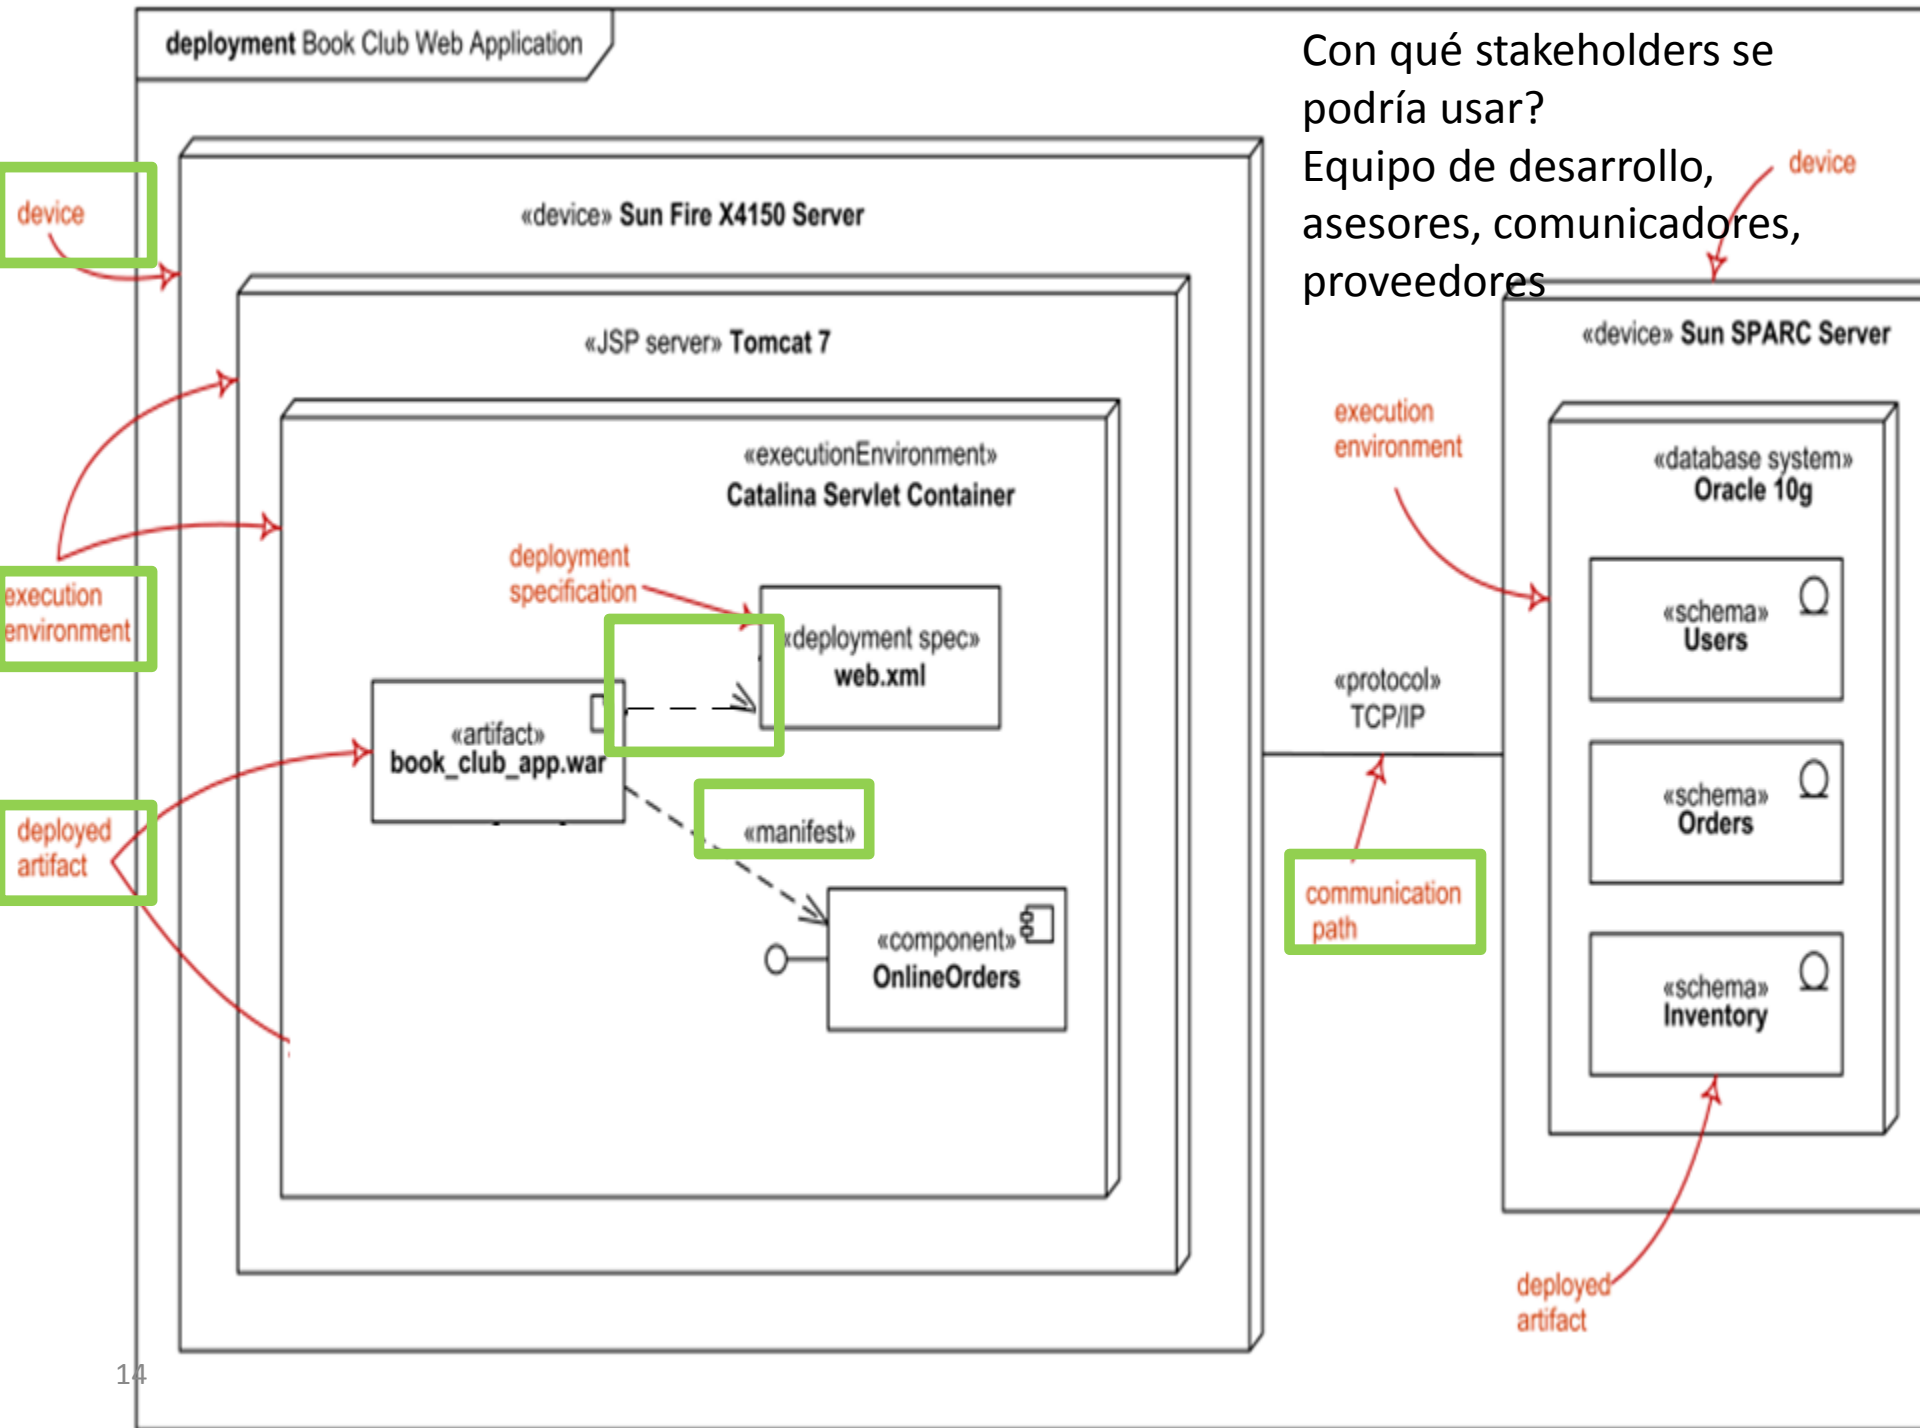 deployment Book Club Web Application
Con qué stakeholders se
podría usar?
Equipo de desarrollo,
asesores, comunicadores,
proveedores
device
device
«device» Sun Fire X4150 Server
«JSP server» Tomcat 7
«device» Sun SPARC Server
execution
environment
«executionEnvironment»
Catalina Servlet Container
«database system»
Oracle 10g
deployment
specification
execution
environment
«deployment spec»
web.xml
«schema»
Users
«protocol»
TCP/IP
«artifact»
book_club_app.war
«manifest»
«schema»
Orders
deployed
artifact
communication
path
«component»
OnlineOrders
«schema»
Inventory
deployed
artifact
14